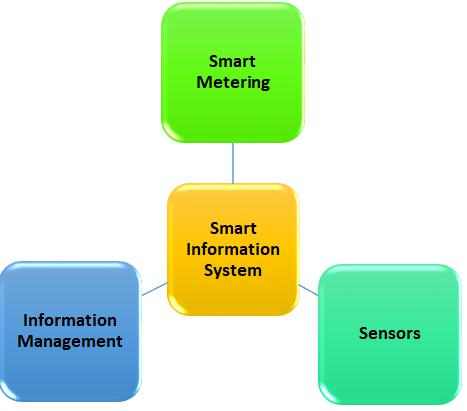 Smart
Metering
Smart
Information
System
Information
Management
Sensors